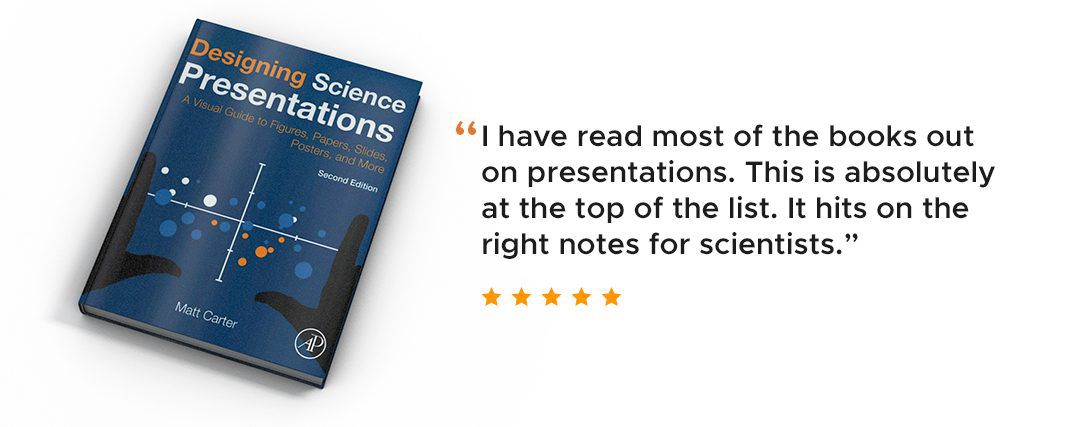 Designing Science
Presentations
A Visual Guide to Figures, Papers, Slides,
Posters, and More
Second Edition
Matt Carter
AP
“I have read most of the books out
on presentations. This is absolutely
at the top of the list. It hits on the
right notes for scientists.”